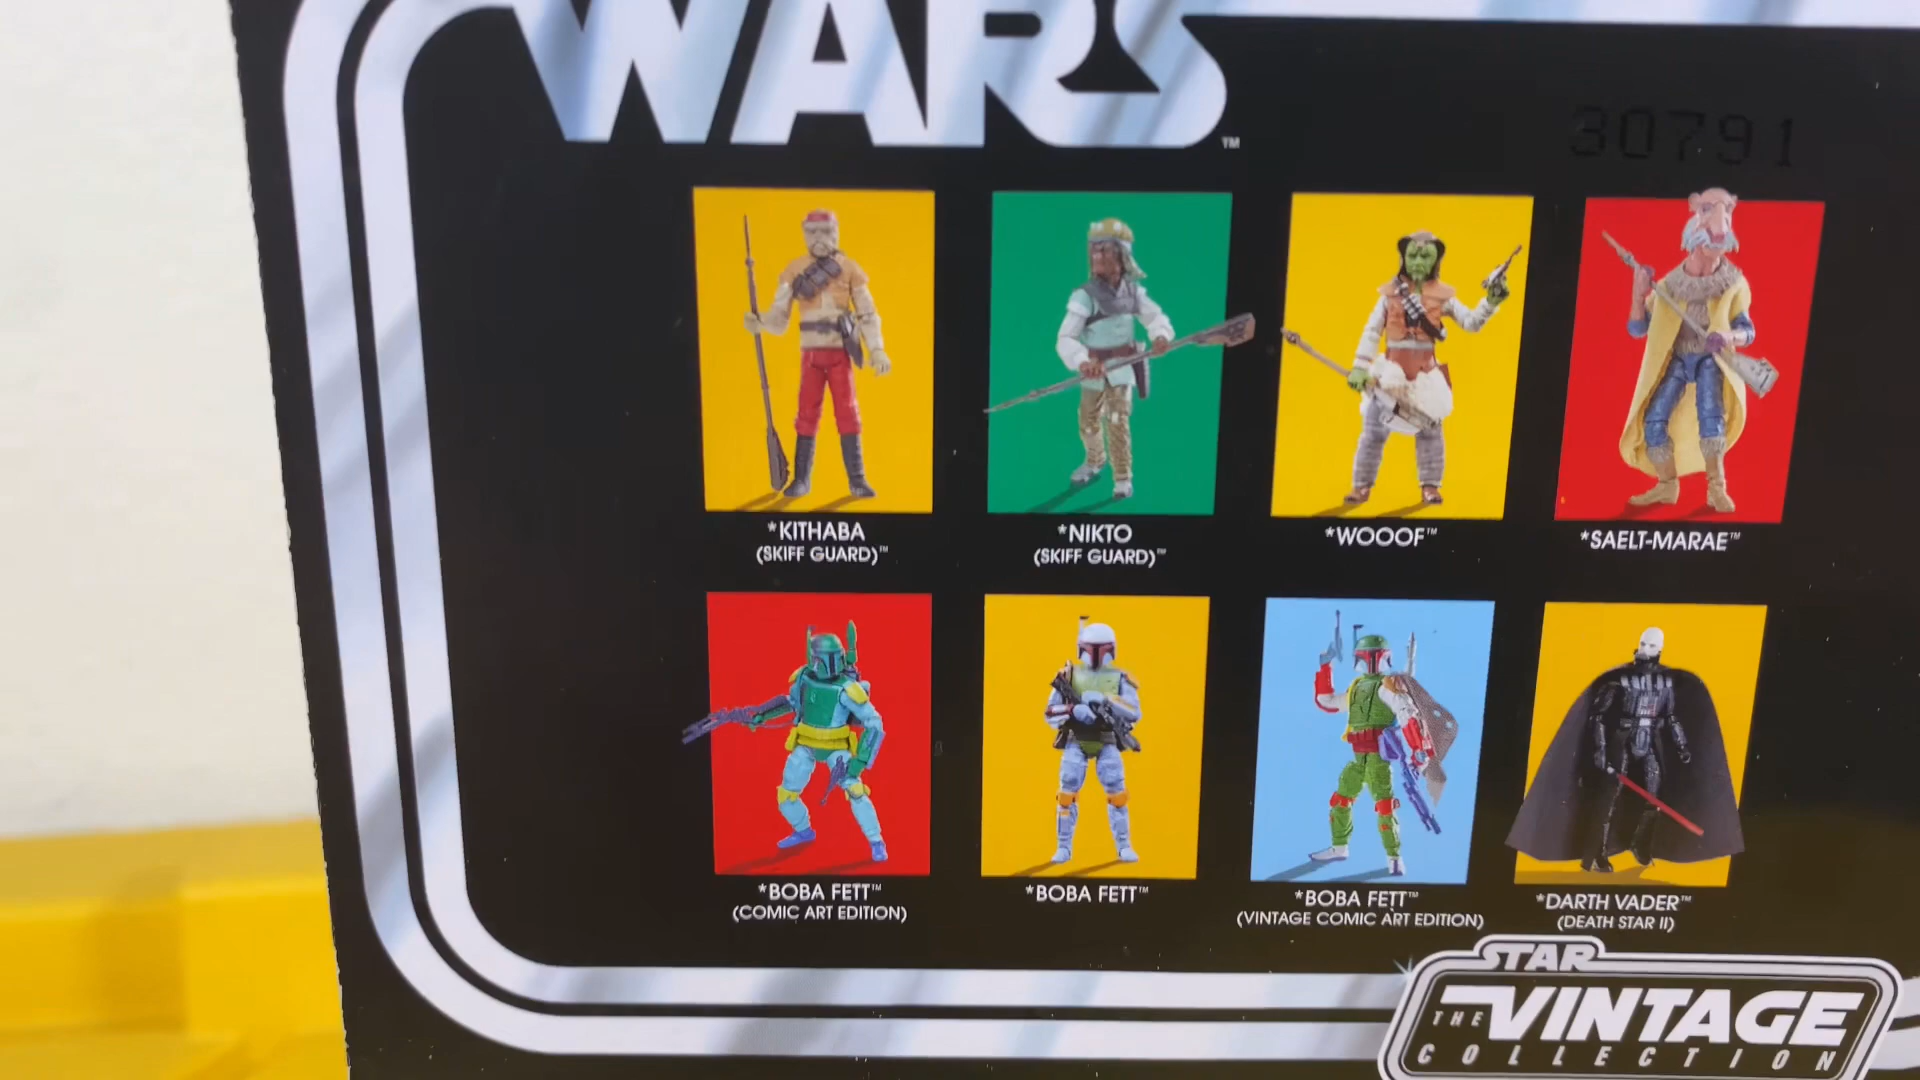 WARS™
30791
*KITHABA
(SKIFF GUARD)™
*NIKTO
(SKIFF GUARD)™
*WOOOF™
*SAELT-MARAE™
*BOBA FETT™
(COMIC ART EDITION)
*BOBA FETT™
*BOBA FETT™
(VINTAGE COMIC ART EDITION)
*DARTH VADER™
(DEATH STAR II)
STAR
THE VINTAGE
COLLECTION